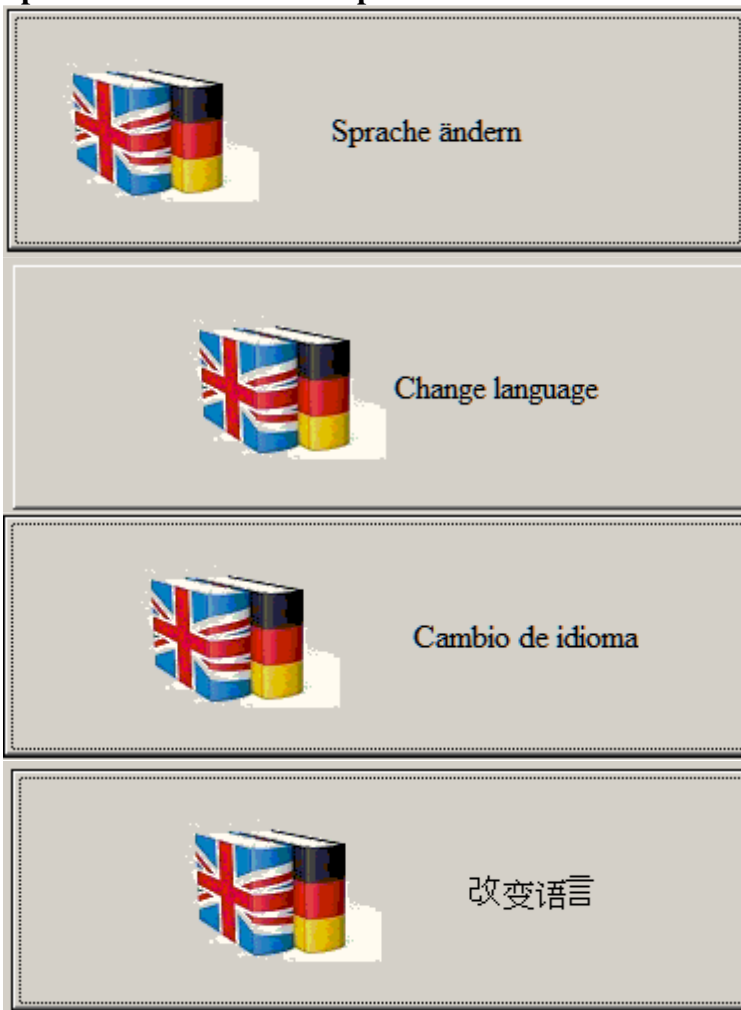 Sprache ändern
Change language
Cambio de idioma
改变语言